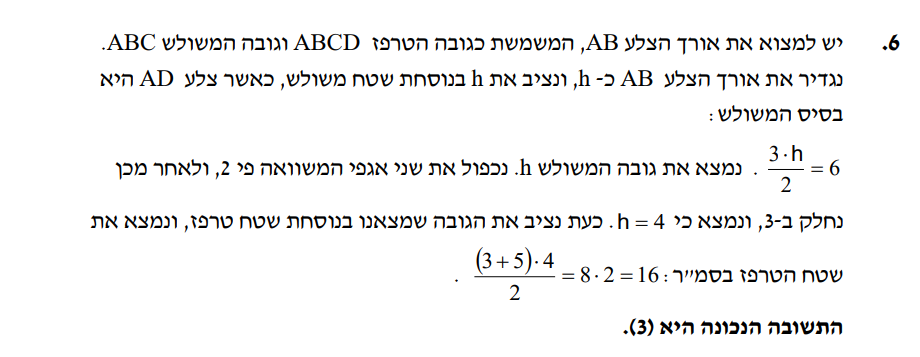 6. יש למצוא את אורך הצלע AB, המשמשת כגובה הטרפז ABCD וגובה המשולש ABC.
נגדיר את אורך הצלע AB כ- h, ונציב את h בנוסחת שטח משולש, כאשר צלע AD היא
בסיס המשולש:
\frac{3 \cdot h}{2} = 6 . נמצא את גובה המשולש h. נכפול את שני אגפי המשוואה פי 2, ולאחר מכן
נחלק ב-3, ונמצא כי h = 4. כעת נציב את הגובה שמצאנו בנוסחת שטח טרפז, ונמצא את
שטח הטרפז בסמ״ר: \frac{(3+5) \cdot 4}{2} = 8 \cdot 2 = 16 .
התשובה הנכונה היא (3).